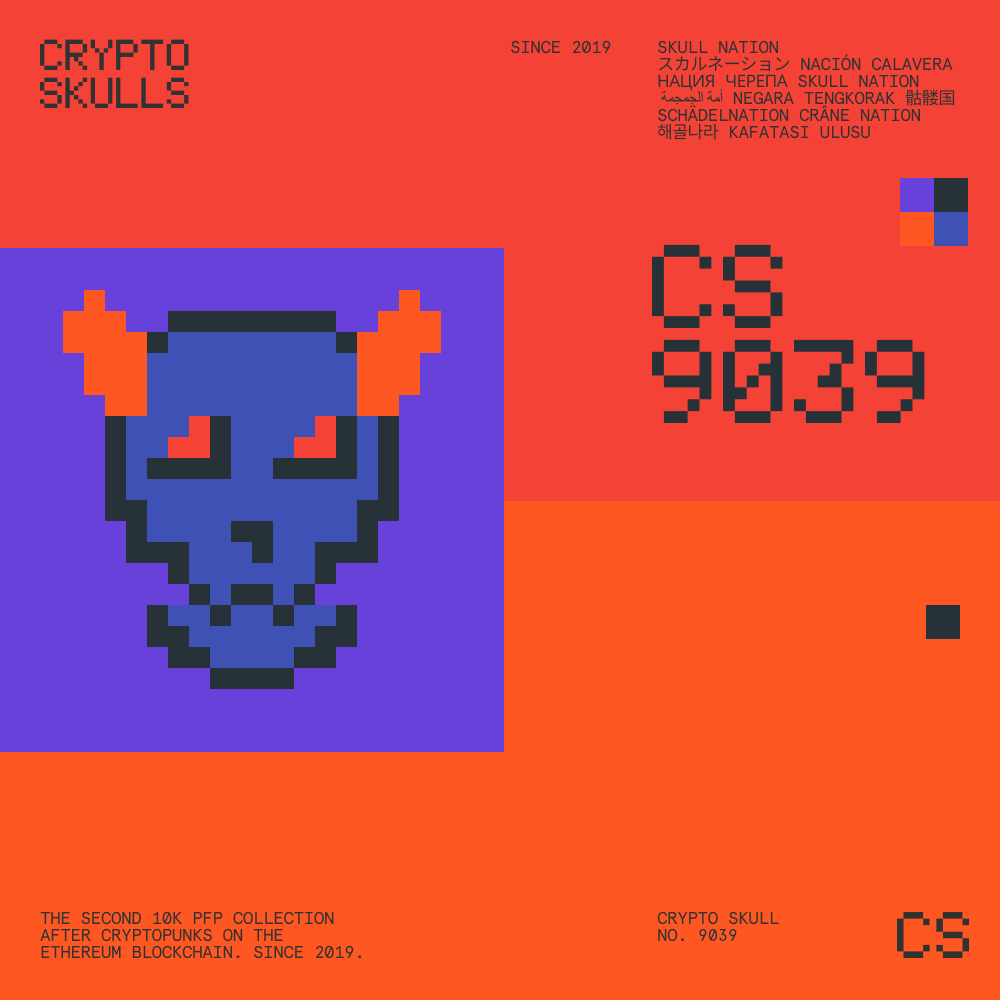 CRYPTO
SKULLS
SINCE 2019
SKULL NATION
スカルネーション NACIÓN CALAVERA
НАЦИЯ ЧЕРЕПА SKULL NATION
أمة الجمجمة NEGARA TENGKORAK 骷髅国
SCHÄDELNATION CRÂNE NATION
해골나라 KAFATASI ULUSU
CS
9039
THE SECOND 10K PFP COLLECTION
AFTER CRYPTOPUNKS ON THE
ETHEREUM BLOCKCHAIN. SINCE 2019.
CRYPTO SKULL
NO. 9039
CS